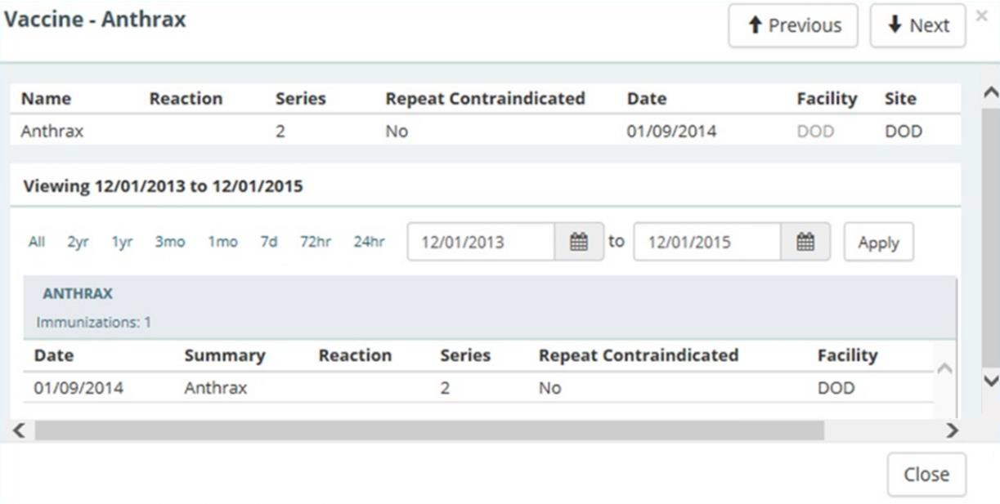 Vaccine - Anthrax Previous Next ×
Name Reaction Series Repeat Contraindicated Date Facility Site
Anthrax 2 No 01/09/2014 DOD DOD
Viewing 12/01/2013 to 12/01/2015
All 2yr 1yr 3mo 1mo 7d 72hr 24hr 12/01/2013 to 12/01/2015 Apply
ANTHRAX
Immunizations: 1
Date Summary Reaction Series Repeat Contraindicated Facility
01/09/2014 Anthrax 2 No DOD
Close